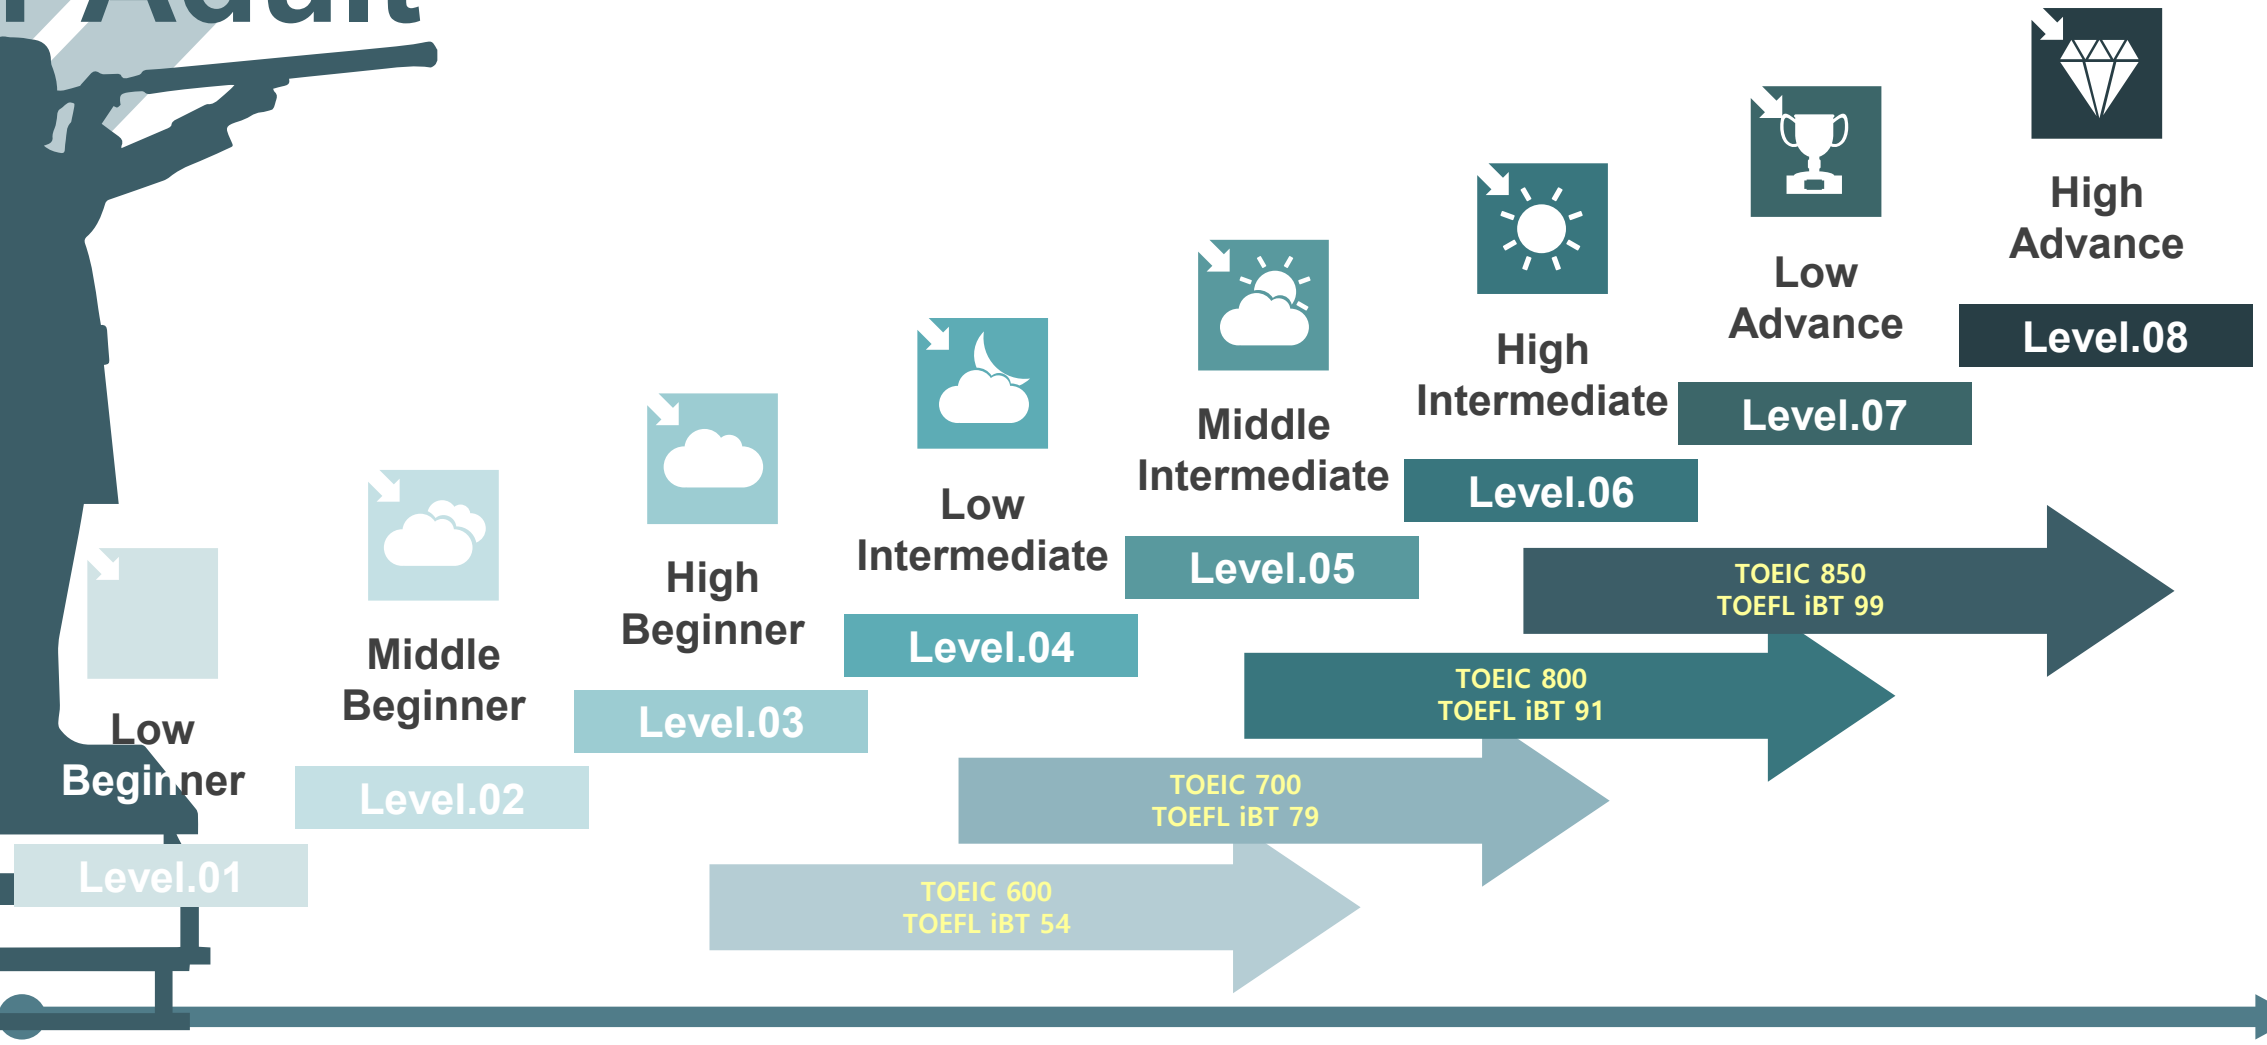 Adult
High
Advance
Level.08
Low
Advance
Level.07
High
Intermediate
Level.06
Middle
Intermediate
Level.05
Low
Intermediate
Level.04
High
Beginner
Level.03
Middle
Beginner
Level.02
Low
Beginner
Level.01
TOEIC 850
TOEFL iBT 99
TOEIC 800
TOEFL iBT 91
TOEIC 700
TOEFL iBT 79
TOEIC 600
TOEFL iBT 54